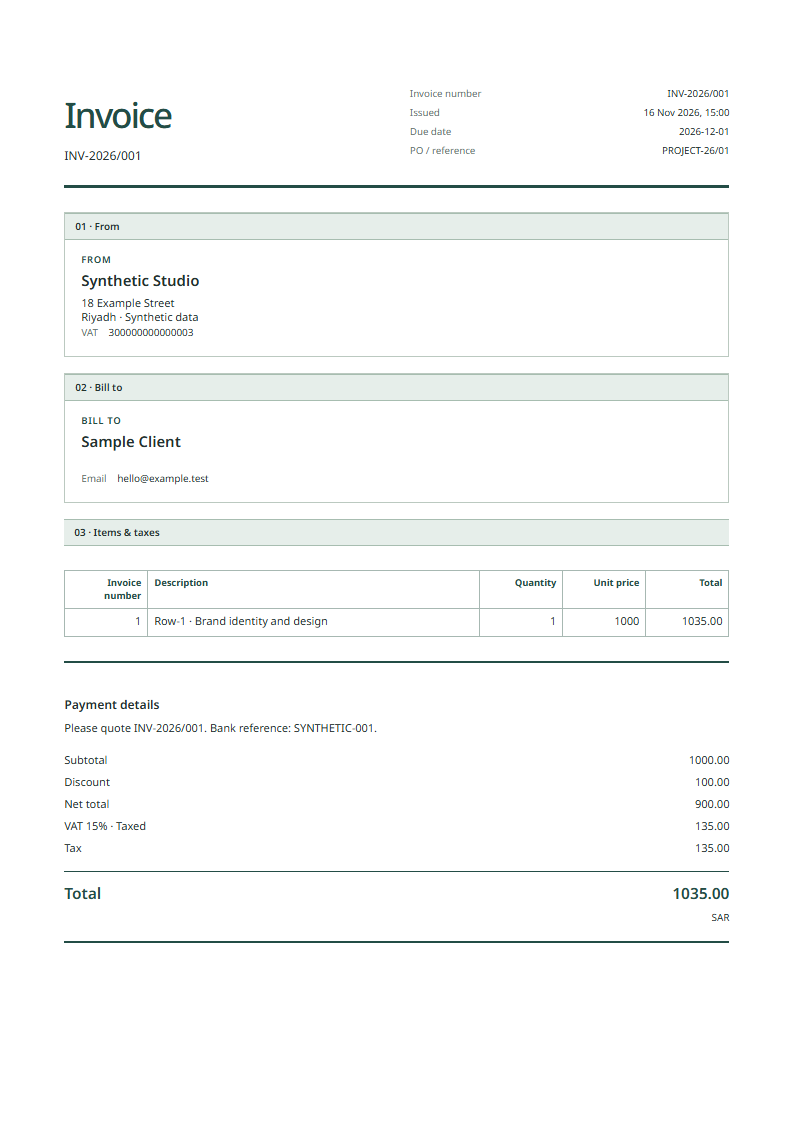 Invoice
INV-2026/001
Invoice number INV-2026/001
Issued 16 Nov 2026, 15:00
Due date 2026-12-01
PO / reference PROJECT-26/01
01 · From
FROM
Synthetic Studio
18 Example Street
Riyadh · Synthetic data
VAT 300000000000003
02 · Bill to
BILL TO
Sample Client
Email hello@example.test
03 · Items & taxes
Invoice number Description Quantity Unit price Total
1 Row-1 · Brand identity and design 1 1000 1035.00
Payment details
Please quote INV-2026/001. Bank reference: SYNTHETIC-001.
Subtotal 1000.00
Discount 100.00
Net total 900.00
VAT 15% · Taxed 135.00
Tax 135.00
Total 1035.00
SAR